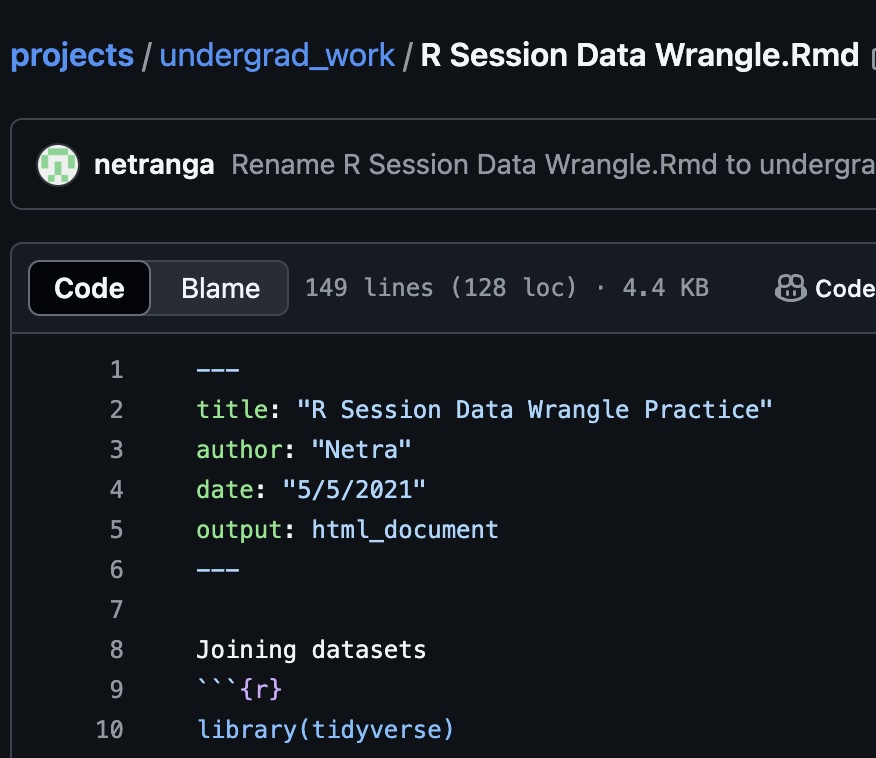 projects / undergrad_work / R Session Data Wrangle.Rmd
netranga Rename R Session Data Wrangle.Rmd to undergra
Code Blame 149 lines (128 loc) · 4.4 KB Code
1 ---
2 title: "R Session Data Wrangle Practice"
3 author: "Netra"
4 date: "5/5/2021"
5 output: html_document
6 ---
7
8 Joining datasets
9 ```{r}
10 library(tidyverse)